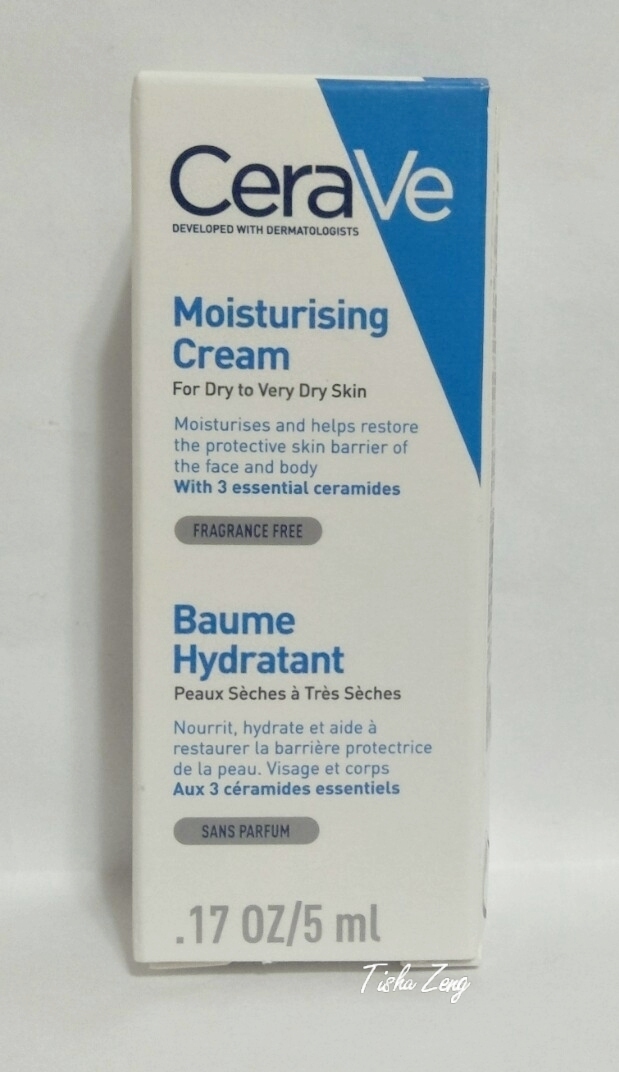 CeraVe
DEVELOPED WITH DERMATOLOGISTS
Moisturising
Cream
For Dry to Very Dry Skin
Moisturises and helps restore
the protective skin barrier of
the face and body
With 3 essential ceramides
FRAGRANCE FREE
Baume
Hydratant
Peaux Sèches à Très Sèches
Nourrit, hydrate et aide à
restaurer la barrière protectrice
de la peau. Visage et corps
Aux 3 céramides essentiels
SANS PARFUM
.17 OZ/5 ml
Tisha Zeng